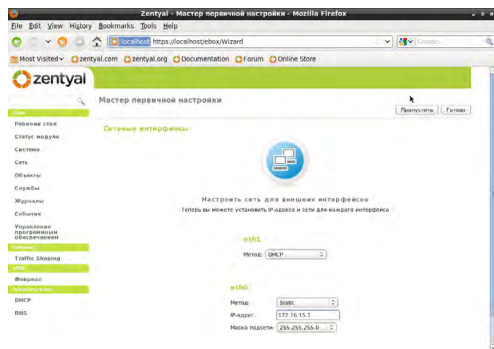 Zentyal - Мастер первичной настройки - Mozilla Firefox
File Edit View History Bookmarks Tools Help
localhost https://localhost/ebox/Wizard
Google
Most Visited zentyal.com zentyal.org Documentation Forum Online Store
zentyal
Мастер первичной настройки
Пропустить Готово
Сетевые интерфейсы
Рабочий стол
Статус модуля
Система
Сеть
Объекты
Службы
Журналы
События
Управление
программным
обеспечением
Traffic Shaping
Файрвол
Infrastructure
DHCP
DNS
Настроить сеть для внешних интерфейсов
Теперь вы можете установить IP-адреса и сети для каждого интерфейса
eth1
Метод: DHCP
eth0
Метод: Static
IP-адрес: 172.16.15.1
Маска подсети: 255.255.255.0